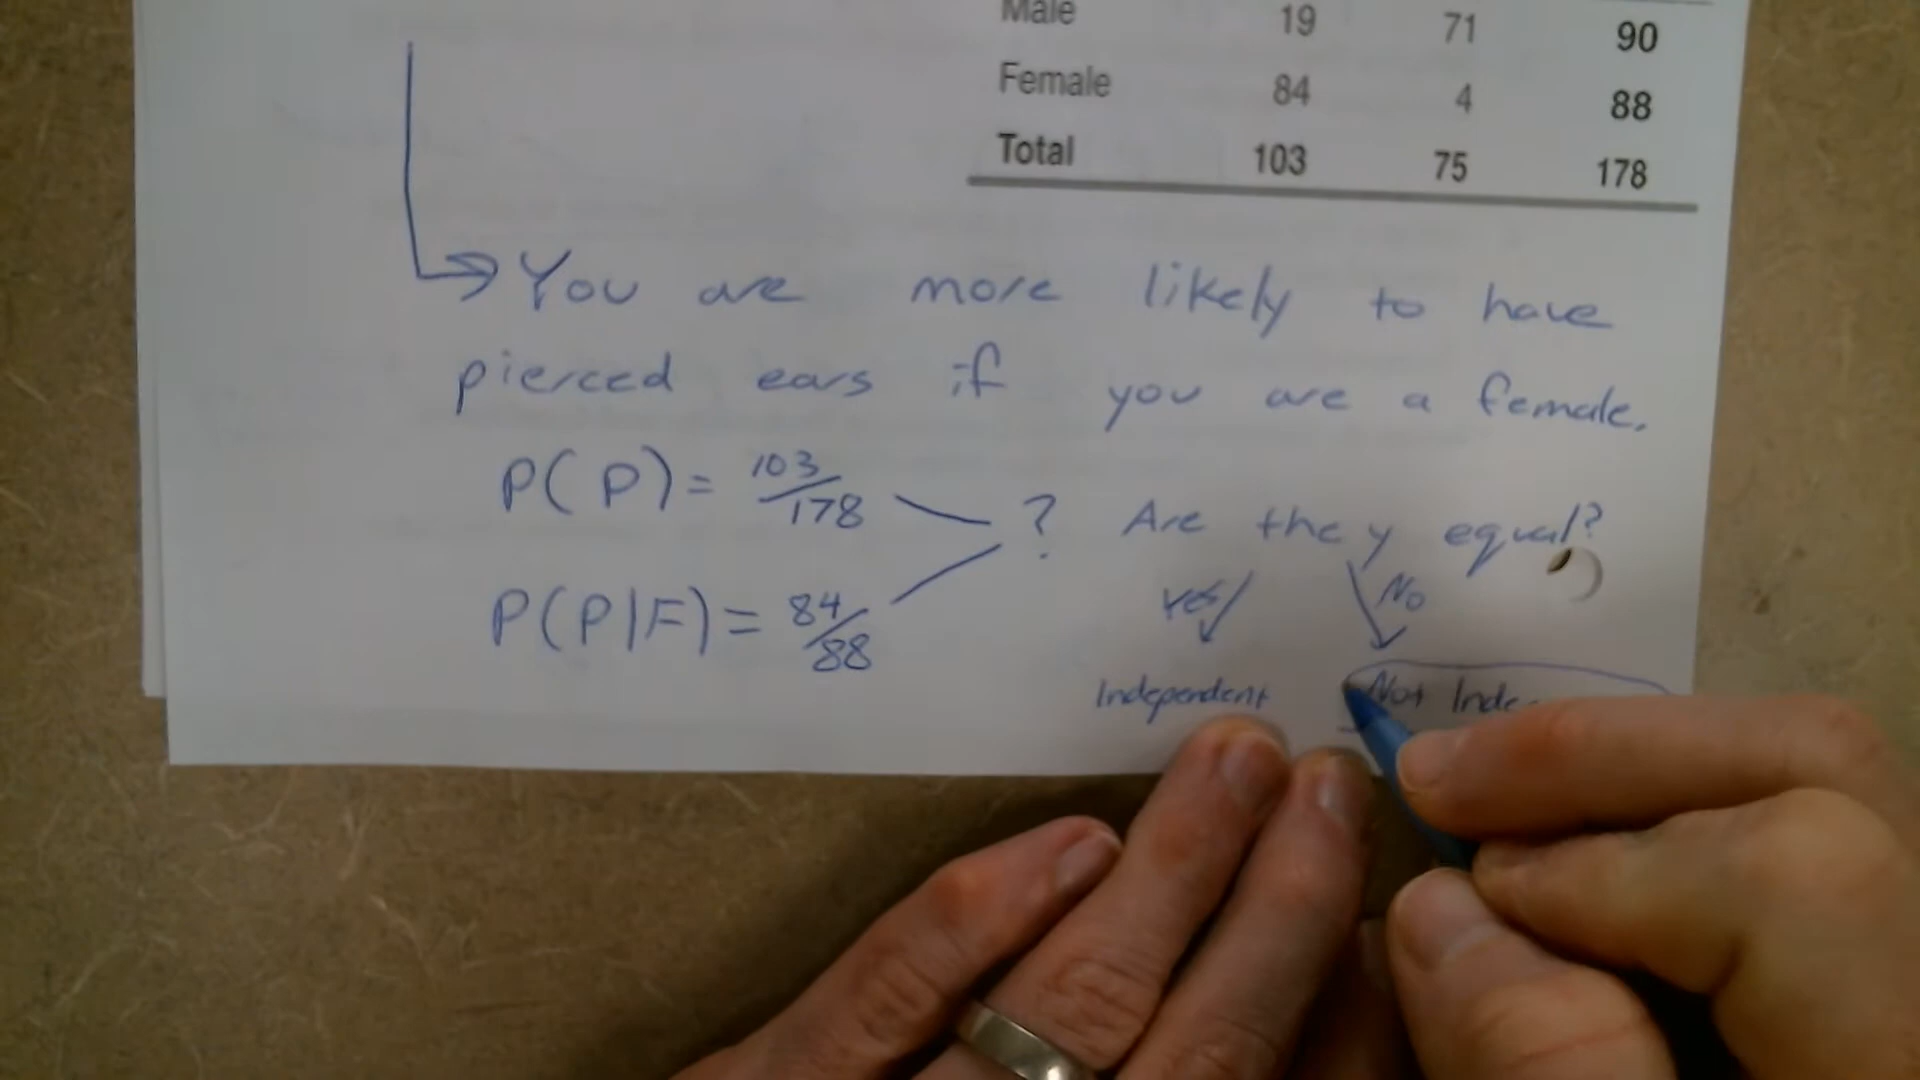 Male 19 71 90
Female 84 4 88
Total 103 75 178
You are more likely to have
pierced ears if you are a female.
P(P) = 103/178
? Are they equal?
Yes No
P(P|F) = 84/88
Independent Not